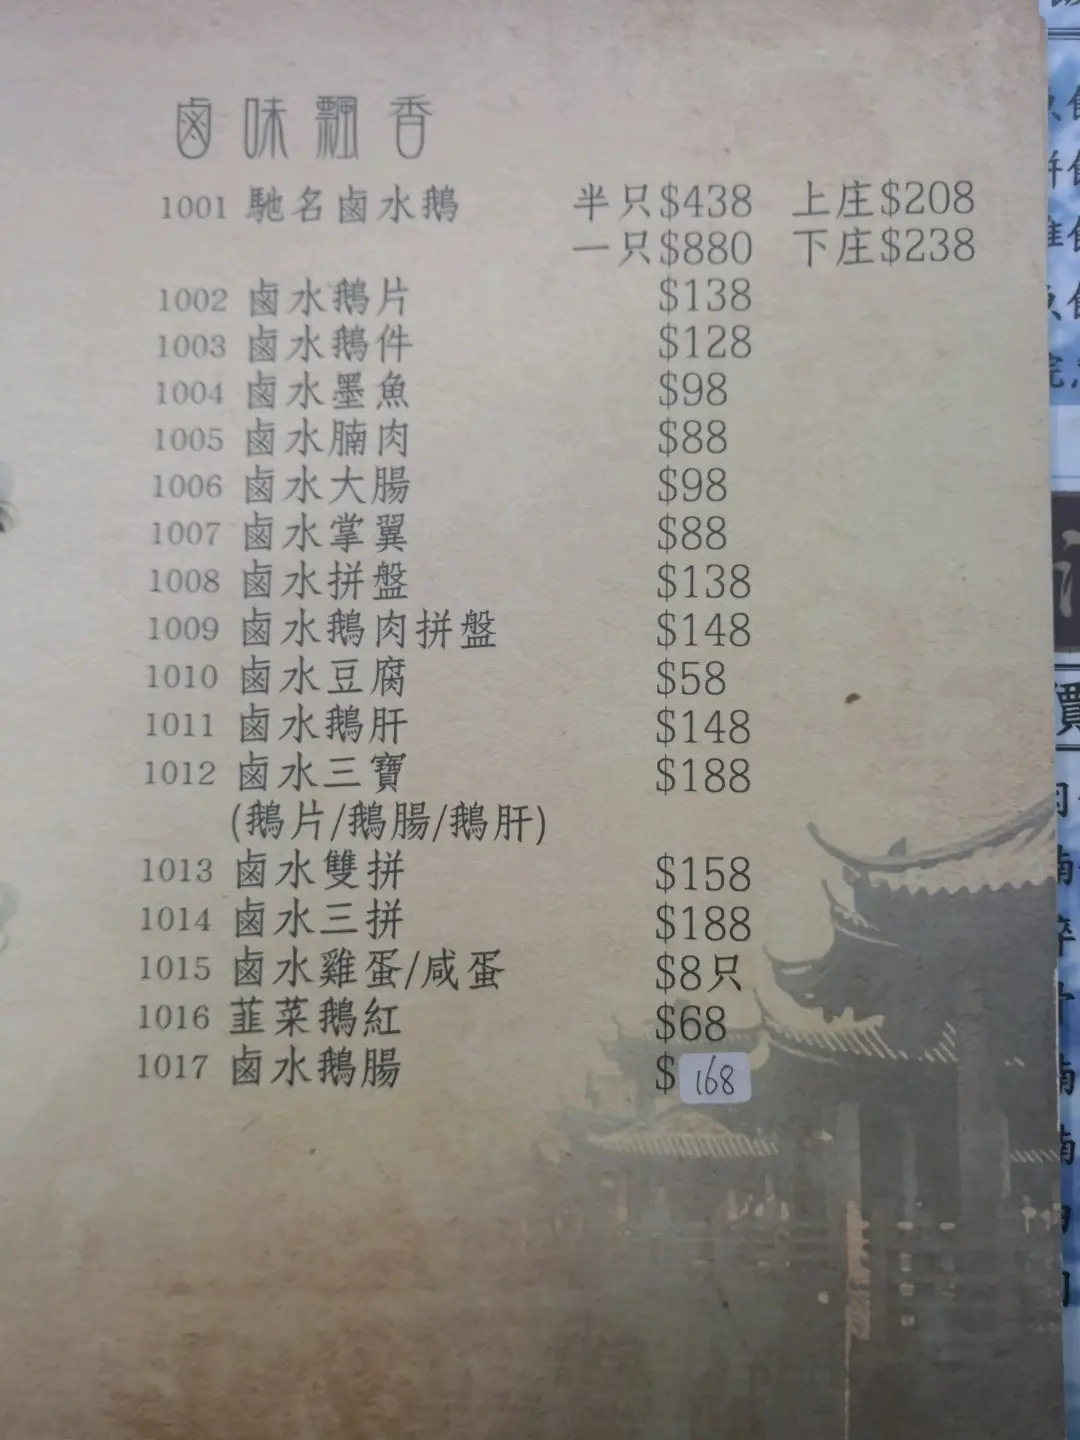 鹵味飄香
1001 馳名鹵水鵝 半只$438 上庄$208
一只$880 下庄$238
1002 鹵水鵝片 $138
1003 鹵水鵝件 $128
1004 鹵水墨魚 $98
1005 鹵水腩肉 $88
1006 鹵水大腸 $98
1007 鹵水掌翼 $88
1008 鹵水拼盤 $138
1009 鹵水鵝肉拼盤 $148
1010 鹵水豆腐 $58
1011 鹵水鵝肝 $148
1012 鹵水三寶 $188
(鵝片/鵝腸/鵝肝)
1013 鹵水雙拼 $158
1014 鹵水三拼 $188
1015 鹵水雞蛋/咸蛋 $8只
1016 韮菜鵝紅 $68
1017 鹵水鵝腸 $168